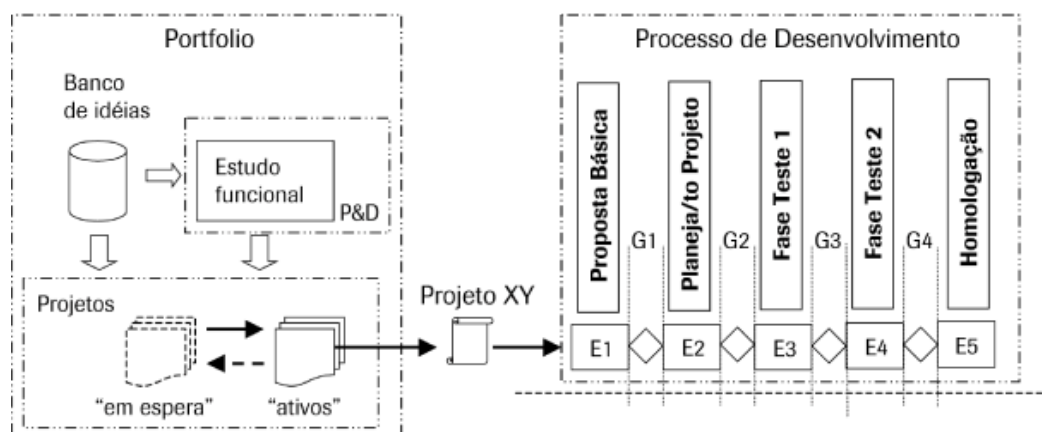 Portfolio
Banco
de idéias
Estudo
funcional
P&D
Projetos
"em espera"
"ativos"
Projeto XY
Processo de Desenvolvimento
Proposta Básica
G1
Planeja/to Projeto
G2
Fase Teste 1
G3
Fase Teste 2
G4
Homologação
E1
E2
E3
E4
E5